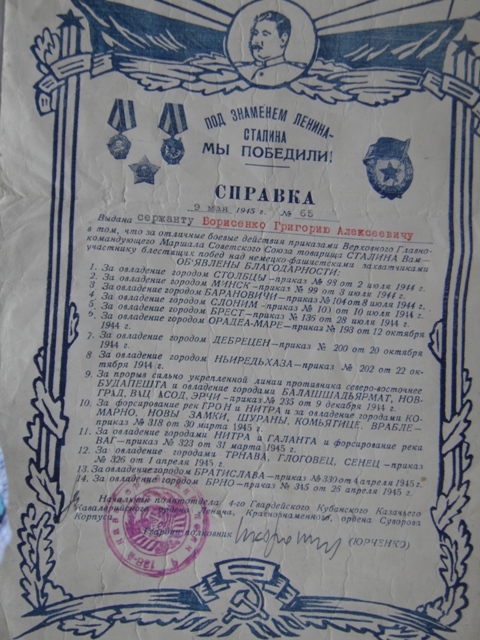 ПОД ЗНАМЕНЕМ ЛЕНИНА-
СТАЛИНА
МЫ ПОБЕДИЛИ!
СПРАВКА
9 мая 1945 г. № 65
Выдана сержанту Борисенко Григорию Алексеевичу
в том, что за отличные боевые действия приказами Верховного Главно-
командующего Маршала Советского Союза товарища СТАЛИНА Вам—
участнику блестящих побед над немецко-фашистскими захватчиками
ОБ'ЯВЛЕНЫ БЛАГОДАРНОСТИ:
1. За овладение городом СТОЛБЦЫ—приказ № 98 от 2 июля 1944 г.
2. За овладение городом МИНСК—приказ № 99 от 3 июля 1944 г.
3. За овладение городом БАРАНОВИЧИ—приказ № 104 от 8 июля 1944 г.
4. За овладение городом СЛОНИМ—приказ № 103 от 10 июля 1944 г.
5. За овладение городом БРЕСТ—приказ № 136 от 28 июля 1944 г.
6. За овладение городом ОРАДЕА-МАРЕ—приказ № 193 от 12 октября
1944 г.
7. За овладение городом ДЕБРЕЦЕН—приказ № 200 от 20 октября
1944 г.
8. За овладение городом НЬИРЕДЬХАЗА—приказ № 202 от 22 ок-
тября 1944 г.
9. За прорыв сильно укрепленной линии противника северо-восточнее
БУДАПЕШТА и овладение городами БАЛАШШАДЬЯРМАТ, НОВ-
ГРАД, ВАЦ, АСОД, ЭРЧИ—приказ № 235 от 9 декабря 1944 г.
10. За форсирование рек ГРОН и НИТРА и за овладение городами КО-
МАРНО, НОВЫ ЗАМКИ, ШУРАНЫ, КОМЬЯТИЦЕ, ВРАБЛЕ—
приказ № 318 от 30 марта 1945 г.
11. За овладение городами НИТРА и ГАЛАНТА и форсирование реки
ВАГ—приказ № 323 от 31 марта 1945 г.
12. За овладение городами ТРНАВА, ГЛОГОВЕЦ, СЕНЕЦ—приказ
№ 326 от 1 апреля 1945 г.
13. За овладение городом БРАТИСЛАВА—приказ № 330 от 4 апреля 1945 г.
14. За овладение городом БРНО—приказ № 345 от 26 апреля 1945 г.
Начальник политотдела 4-го Гвардейского Кубанского Казачьего
Кавалерийского ордена Ленина, Краснознаменного, ордена Суворова
Корпуса
Гвардии полковник (ЮРЧЕНКО)